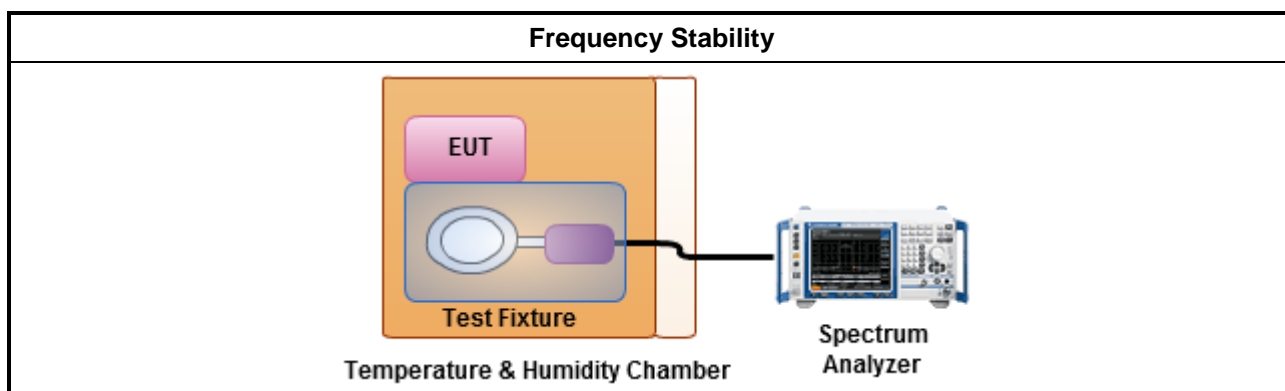 Frequency Stability
EUT
Test Fixture
Temperature & Humidity Chamber
Spectrum
Analyzer